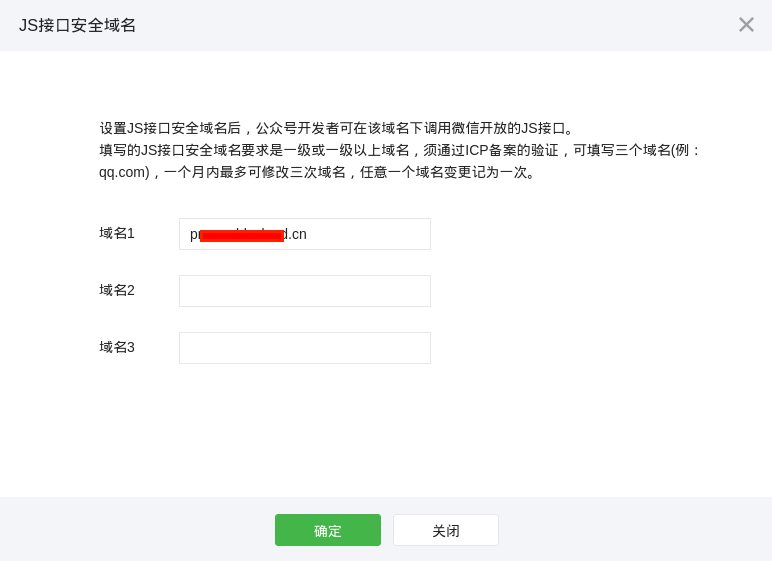 JS接口安全域名
设置JS接口安全域名后，公众号开发者可在该域名下调用微信开放的JS接口。
填写的JS接口安全域名要求是一级或一级以上域名，须通过ICP备案的验证，可填写三个域名(例：
qq.com)，一个月内最多可修改三次域名，任意一个域名变更记为一次。
域名1
.cn
域名2
域名3
确定 关闭